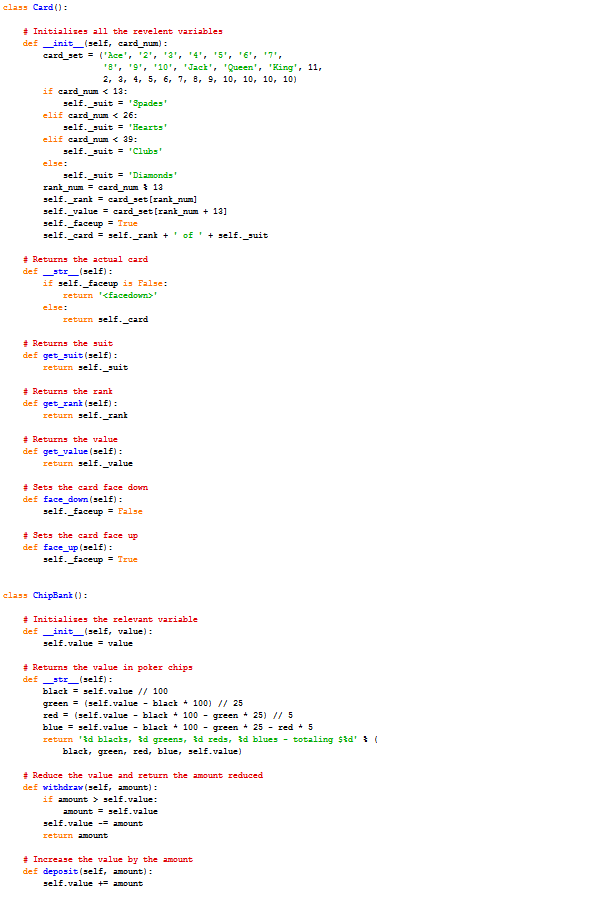 class Card():
# Initializes all the revelent variables
def __init__(self, card_num):
card_set = ('Ace', '2', '3', '4', '5', '6', '7',
'8', '9', '10', 'Jack', 'Queen', 'King', 11,
2, 3, 4, 5, 6, 7, 8, 9, 10, 10, 10, 10)
if card_num < 13:
self._suit = 'Spades'
elif card_num < 26:
self._suit = 'Hearts'
elif card_num < 39:
self._suit = 'Clubs'
else:
self._suit = 'Diamonds'
rank_num = card_num % 13
self._rank = card_set[rank_num]
self._value = card_set[rank_num + 13]
self._faceup = True
self._card = self._rank + ' of ' + self._suit
# Returns the actual card
def __str__(self):
if self._faceup is False:
return '<facedown>'
else:
return self._card
# Returns the suit
def get_suit(self):
return self._suit
# Returns the rank
def get_rank(self):
return self._rank
# Returns the value
def get_value(self):
return self._value
# Sets the card face down
def face_down(self):
self._faceup = False
# Sets the card face up
def face_up(self):
self._faceup = True
class ChipBank():
# Initializes the relevant variable
def __init__(self, value):
self.value = value
# Returns the value in poker chips
def __str__(self):
black = self.value // 100
green = (self.value - black * 100) // 25
red = (self.value - black * 100 - green * 25) // 5
blue = self.value - black * 100 - green * 25 - red * 5
return '%d blacks, %d greens, %d reds, %d blues - totaling $%d' % (
black, green, red, blue, self.value)
# Reduce the value and return the amount reduced
def withdraw(self, amount):
if amount > self.value:
amount = self.value
self.value -= amount
return amount
# Increase the value by the amount
def deposit(self, amount):
self.value += amount